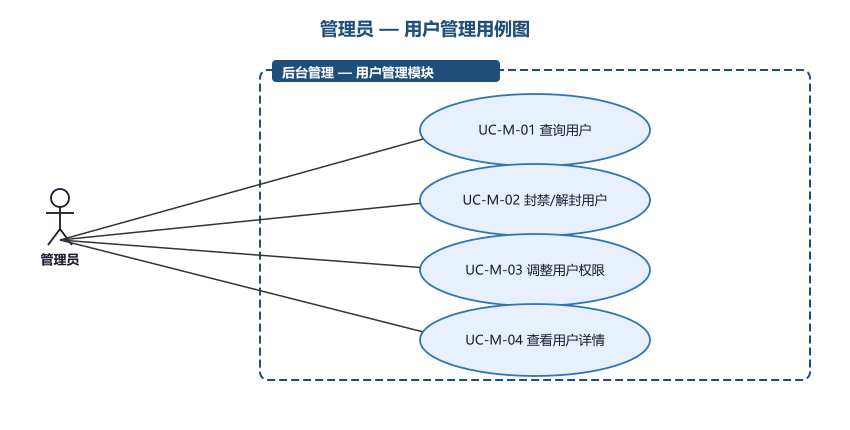 管理员 — 用户管理用例图
后台管理 — 用户管理模块
UC-M-01 查询用户
UC-M-02 封禁/解封用户
UC-M-03 调整用户权限
UC-M-04 查看用户详情
管理员